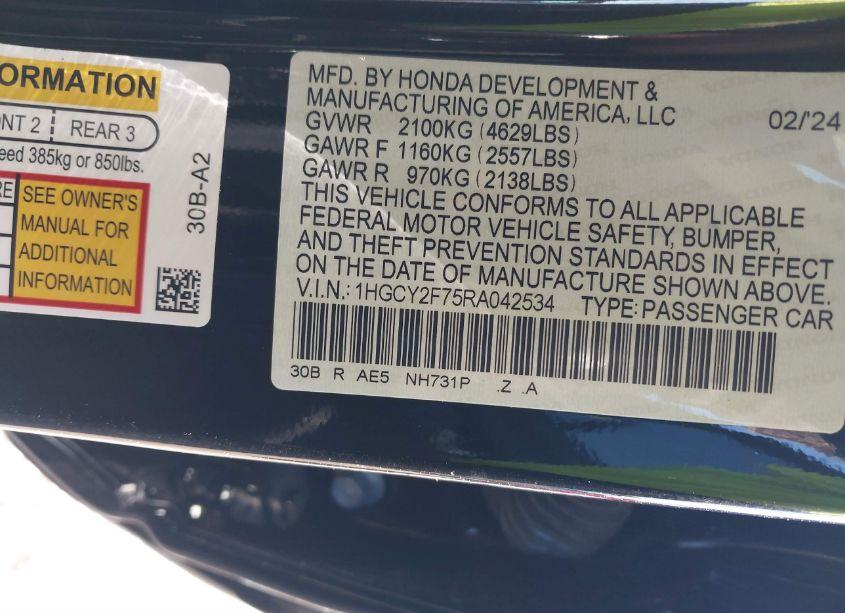 ORMATION
NT 2 REAR 3
eed 385kg or 850lbs.
RE
SEE OWNER'S
MANUAL FOR
ADDITIONAL
INFORMATION
30B-A2
MFD. BY HONDA DEVELOPMENT &
MANUFACTURING OF AMERICA, LLC 02/'24
GVWR 2100KG (4629LBS)
GAWR F 1160KG (2557LBS)
GAWR R 970KG (2138LBS)
THIS VEHICLE CONFORMS TO ALL APPLICABLE
FEDERAL MOTOR VEHICLE SAFETY, BUMPER,
AND THEFT PREVENTION STANDARDS IN EFFECT
ON THE DATE OF MANUFACTURE SHOWN ABOVE.
V.I.N.: 1HGCY2F75RA042534 TYPE: PASSENGER CAR
30B R AE5 NH731P .Z .A